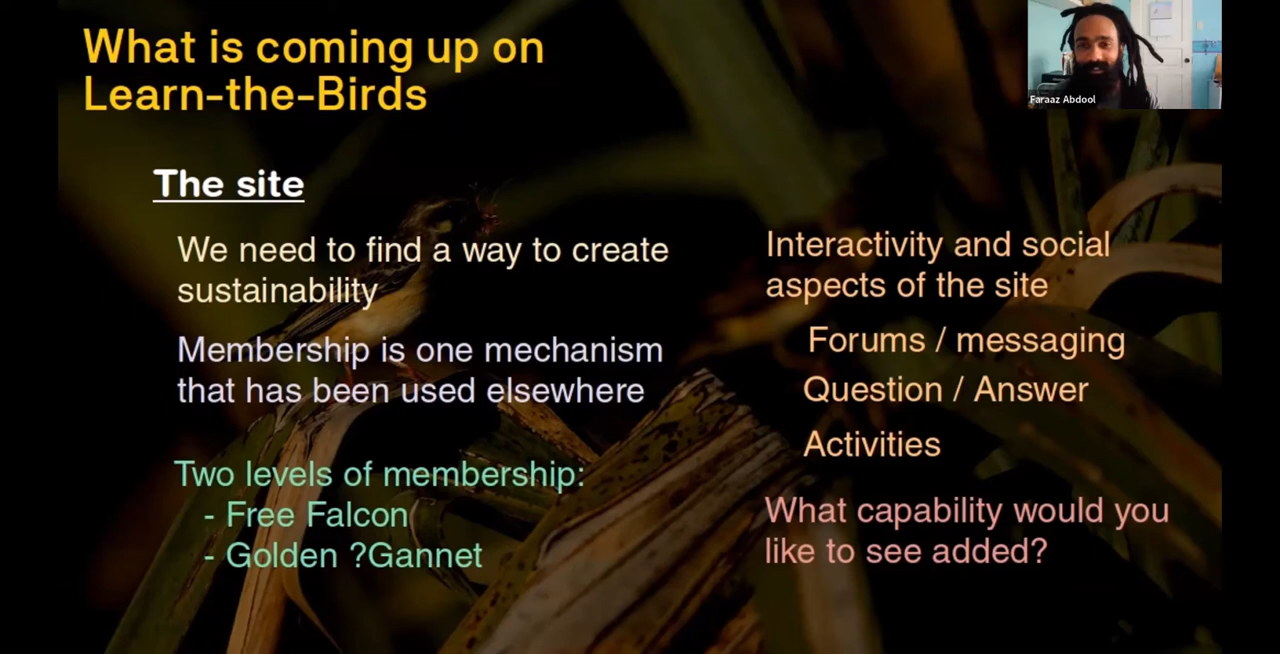 What is coming up on
Learn-the-Birds
Faraaz Abdool
The site
We need to find a way to create
sustainability
Membership is one mechanism
that has been used elsewhere
Two levels of membership:
- Free Falcon
- Golden ?Gannet
Interactivity and social
aspects of the site
Forums / messaging
Question / Answer
Activities
What capability would you
like to see added?